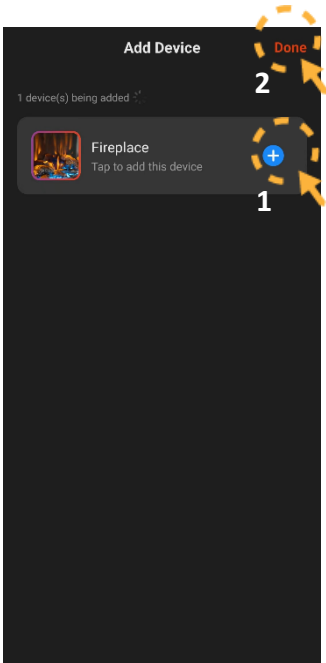 Add Device
Done
2
1 device(s) being added
Fireplace
Tap to add this device
1